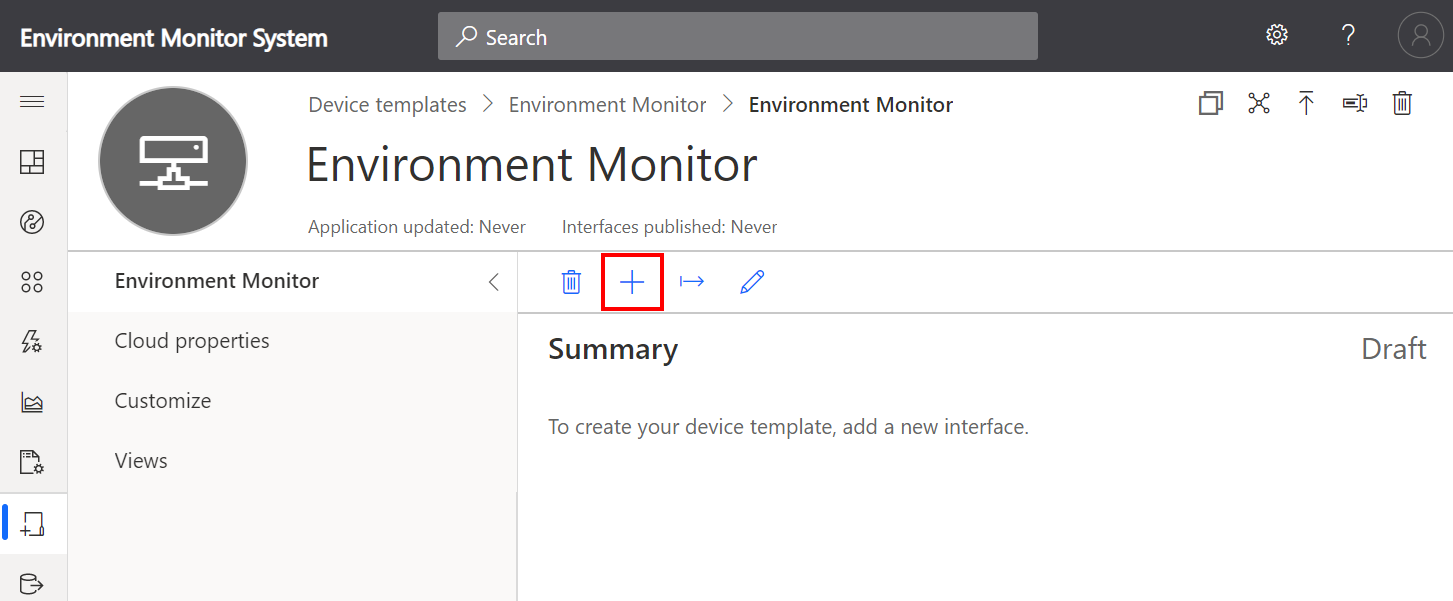 Environment Monitor System
Search
?
Device templates > Environment Monitor > Environment Monitor
Environment Monitor
Application updated: Never Interfaces published: Never
Environment Monitor
Cloud properties
Customize
Views
Summary
Draft
To create your device template, add a new interface.